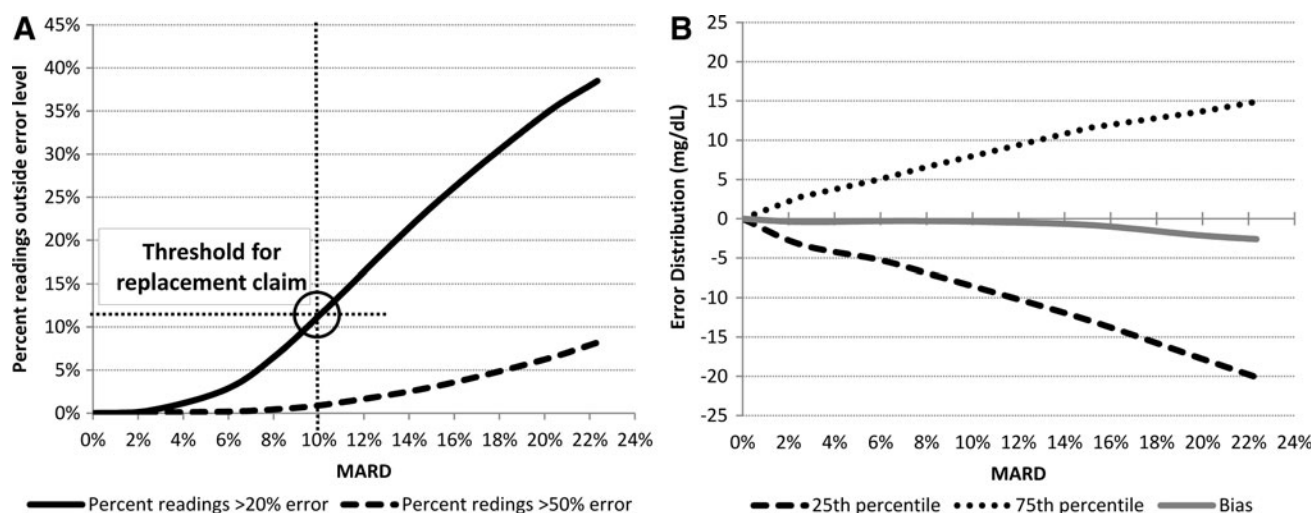 A
Percent readings outside error level
45%
40%
35%
30%
25%
20%
15%
10%
5%
0%
Threshold for
replacement claim
0% 2% 4% 6% 8% 10% 12% 14% 16% 18% 20% 22% 24%
MARD
Percent readings >20% error Percent redings >50% error
B
Error Distribution (mg/dL)
25
20
15
10
5
0
-5
-10
-15
-20
-25
0% 2% 4% 6% 8% 10% 12% 14% 16% 18% 20% 22% 24%
MARD
25th percentile 75th percentile Bias